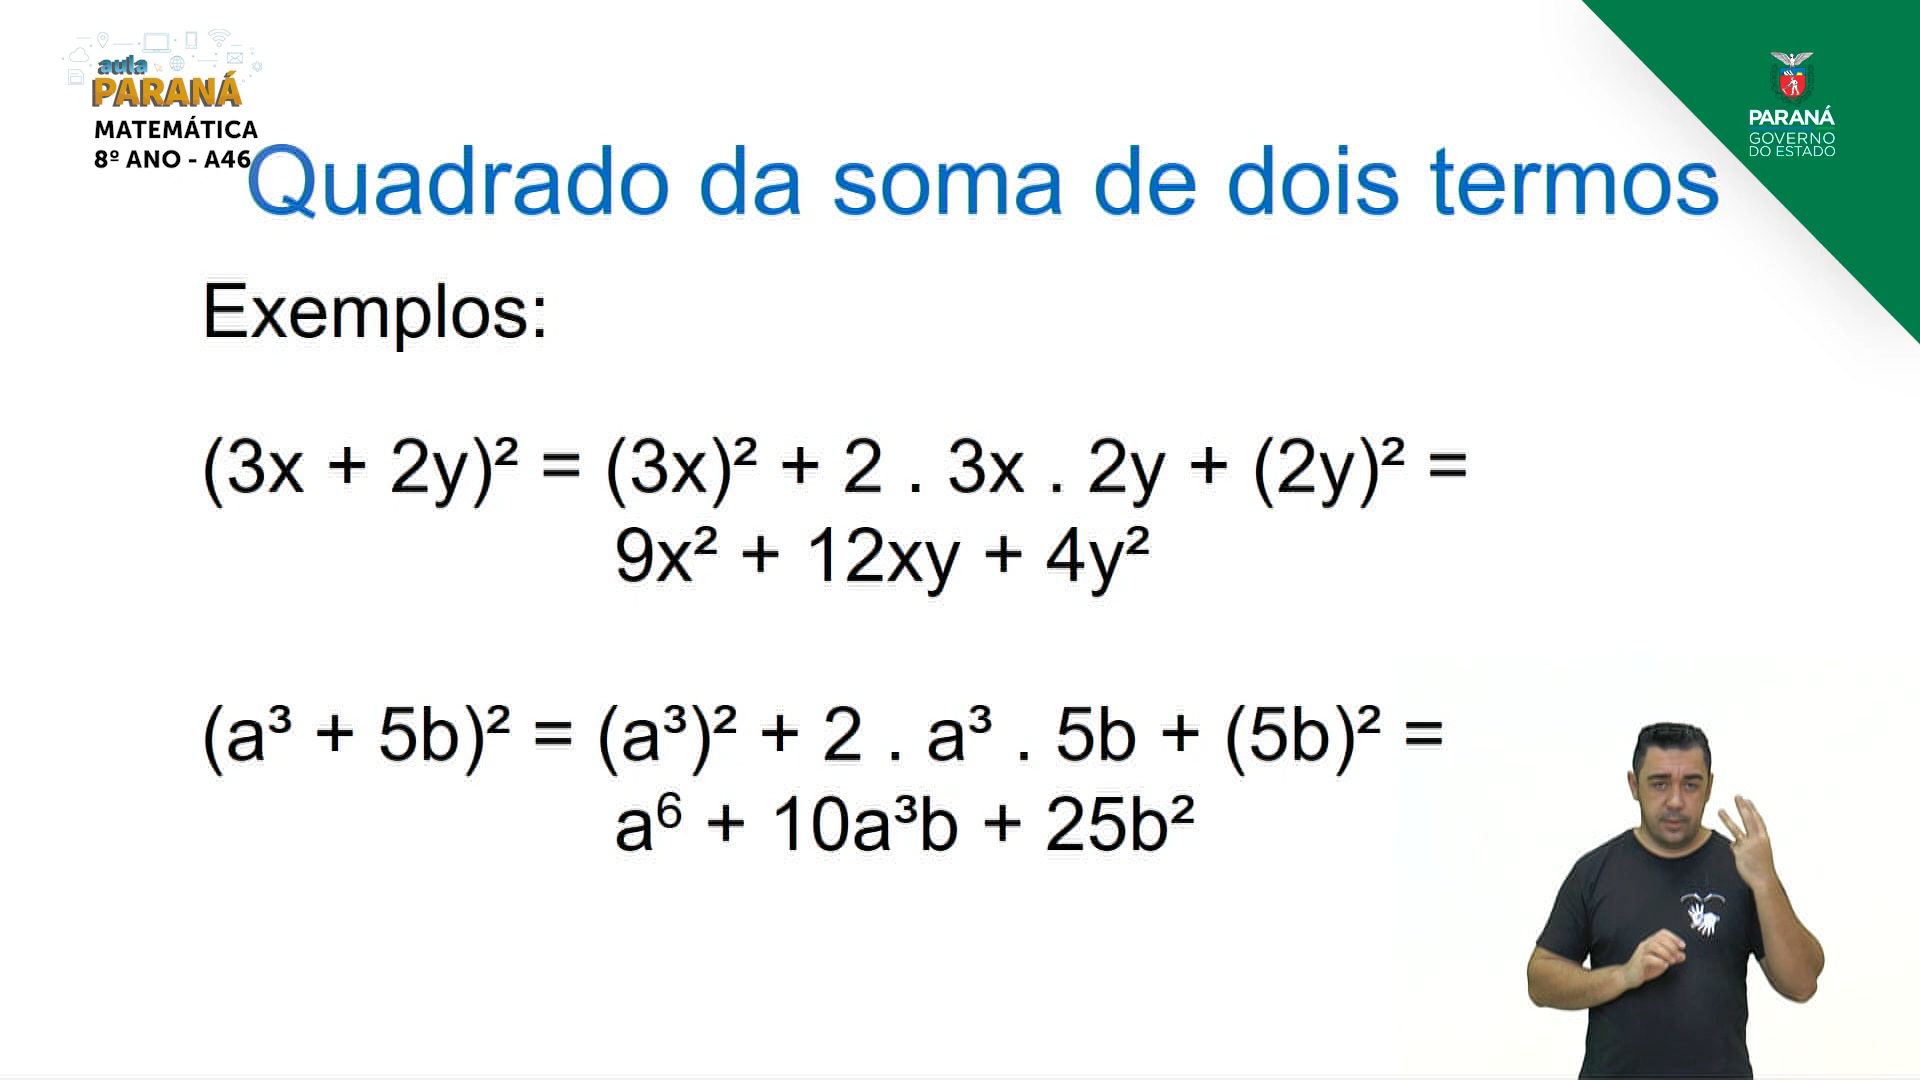 aula
PARANÁ
MATEMÁTICA
8º ANO - A46
PARANÁ
GOVERNO
DO ESTADO
Quadrado da soma de dois termos
Exemplos:
(3x + 2y)² = (3x)² + 2 . 3x . 2y + (2y)² =
9x² + 12xy + 4y²
(a³ + 5b)² = (a³)² + 2 . a³ . 5b + (5b)² =
a⁶ + 10a³b + 25b²